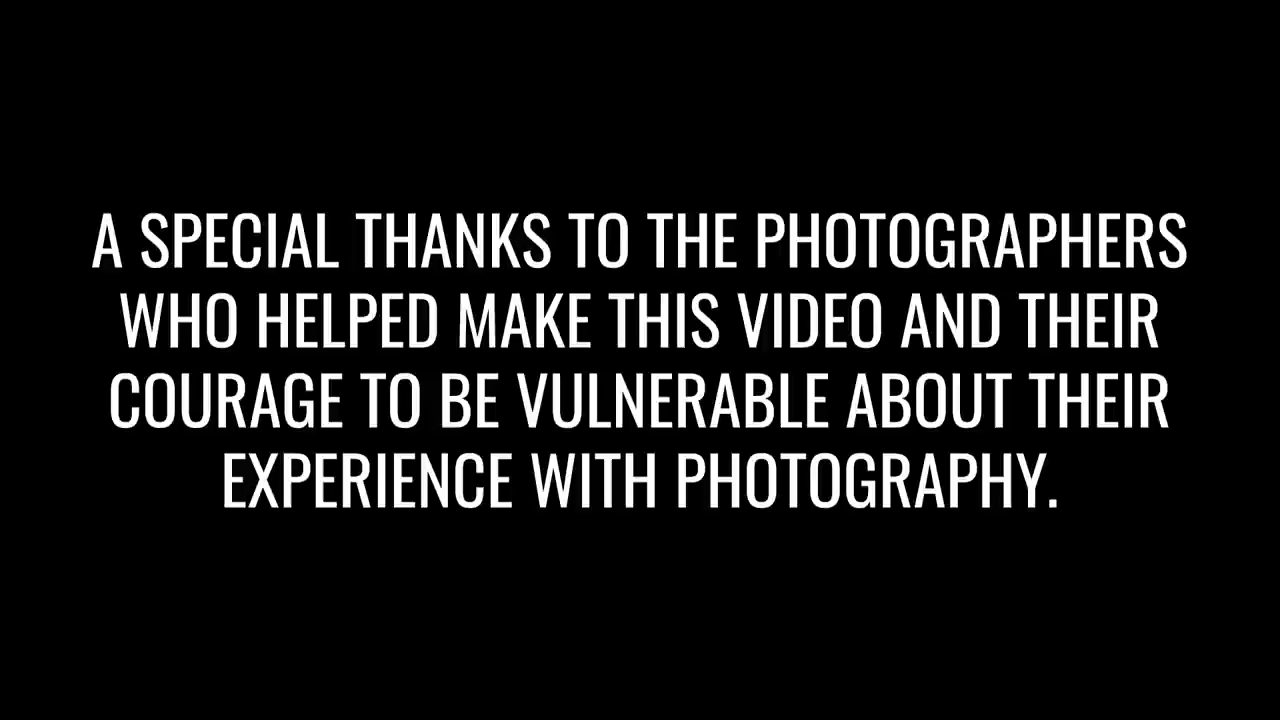 A SPECIAL THANKS TO THE PHOTOGRAPHERS
WHO HELPED MAKE THIS VIDEO AND THEIR
COURAGE TO BE VULNERABLE ABOUT THEIR
EXPERIENCE WITH PHOTOGRAPHY.